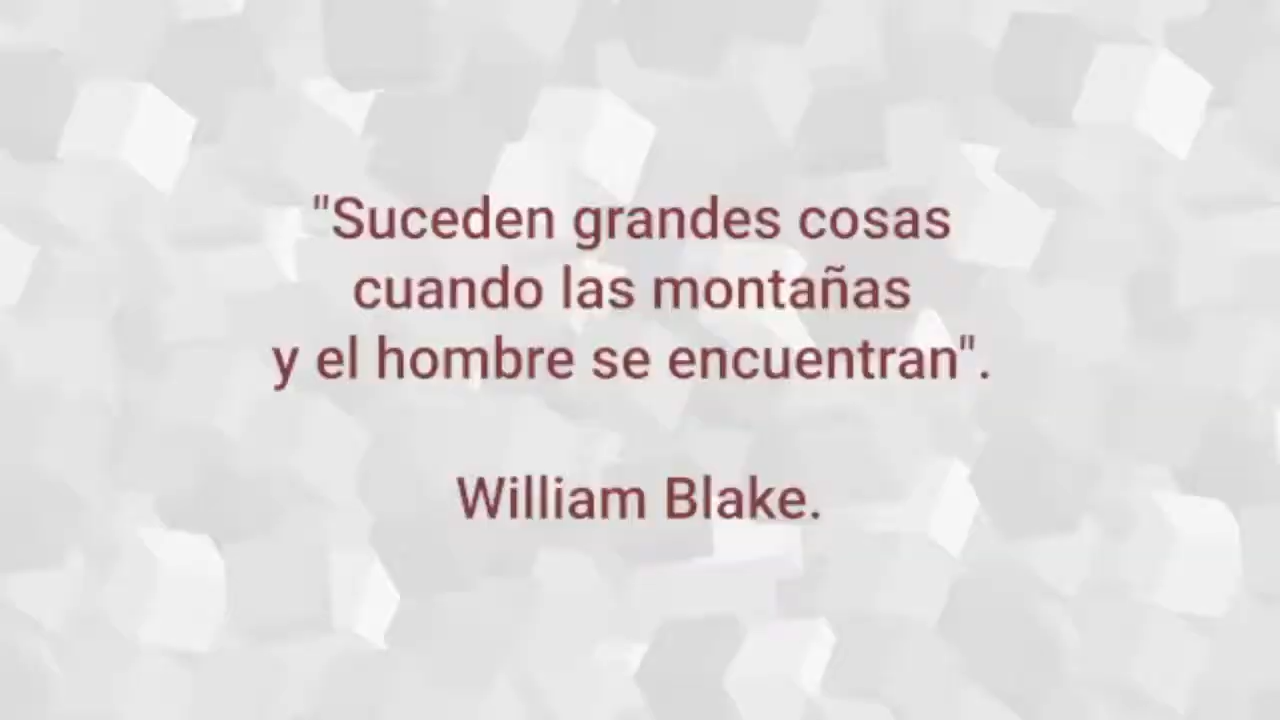 "Suceden grandes cosas
cuando las montañas
y el hombre se encuentran".
William Blake.